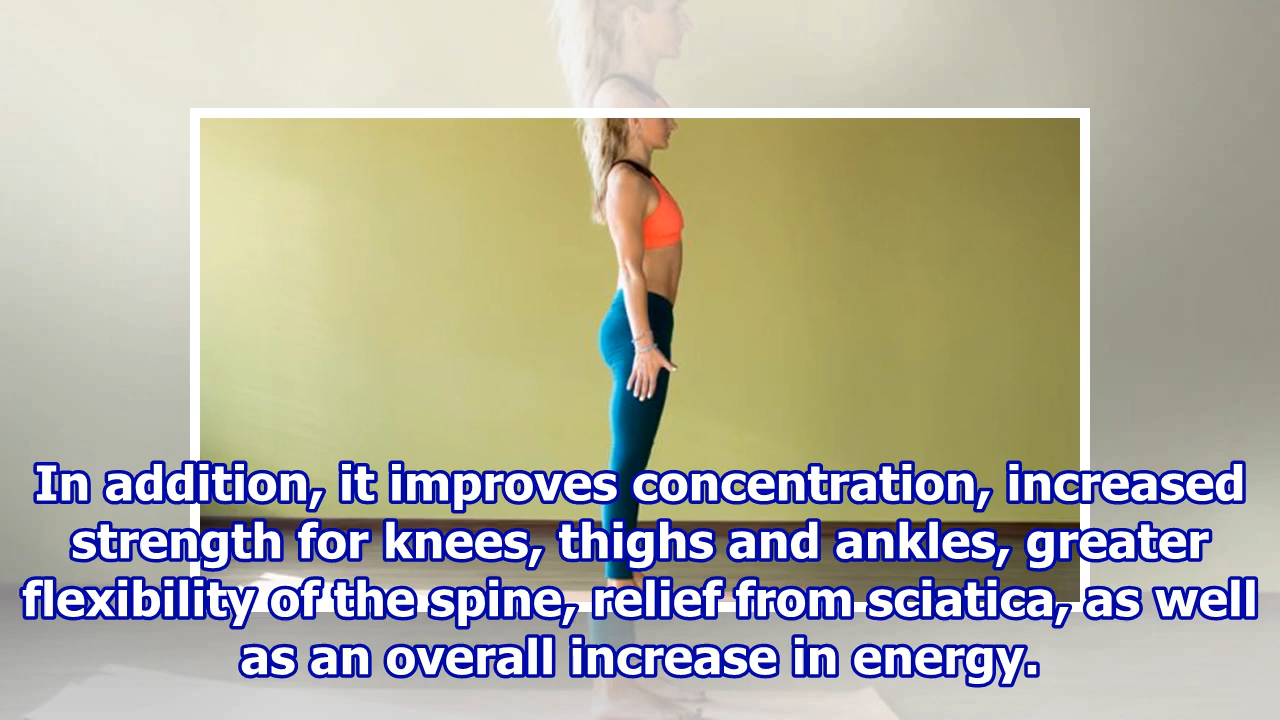 In addition, it improves concentration, increased
strength for knees, thighs and ankles, greater
flexibility of the spine, relief from sciatica, as well
as an overall increase in energy.